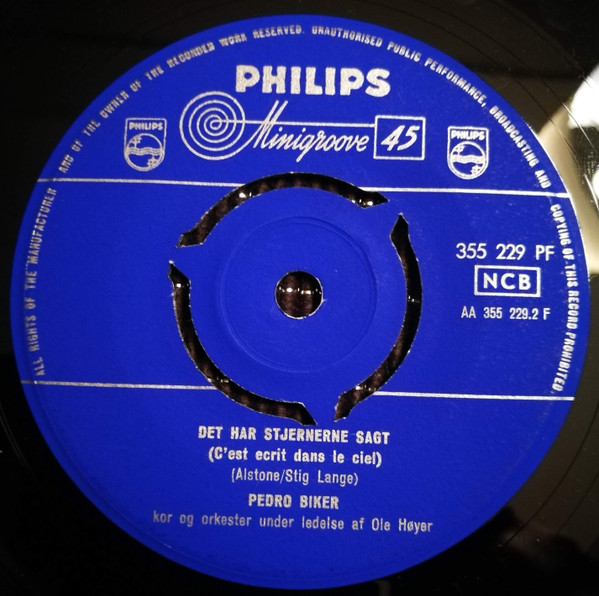 ALL RIGHTS OF THE MANUFACTURER AND OF THE OWNER OF THE RECORDED WORK RESERVED. UNAUTHORISED PUBLIC PERFORMANCE, BROADCASTING AND COPYING OF THIS RECORD PROHIBITED.
PHILIPS
Minigroove 45
PHILIPS
PHILIPS
355 229 PF
NCB
AA 355 229.2 F
DET HAR STJERNERNE SAGT
(C'est ecrit dans le ciel)
(Alstone/Stig Lange)
PEDRO BIKER
kor og orkester under ledelse af Ole Høyer